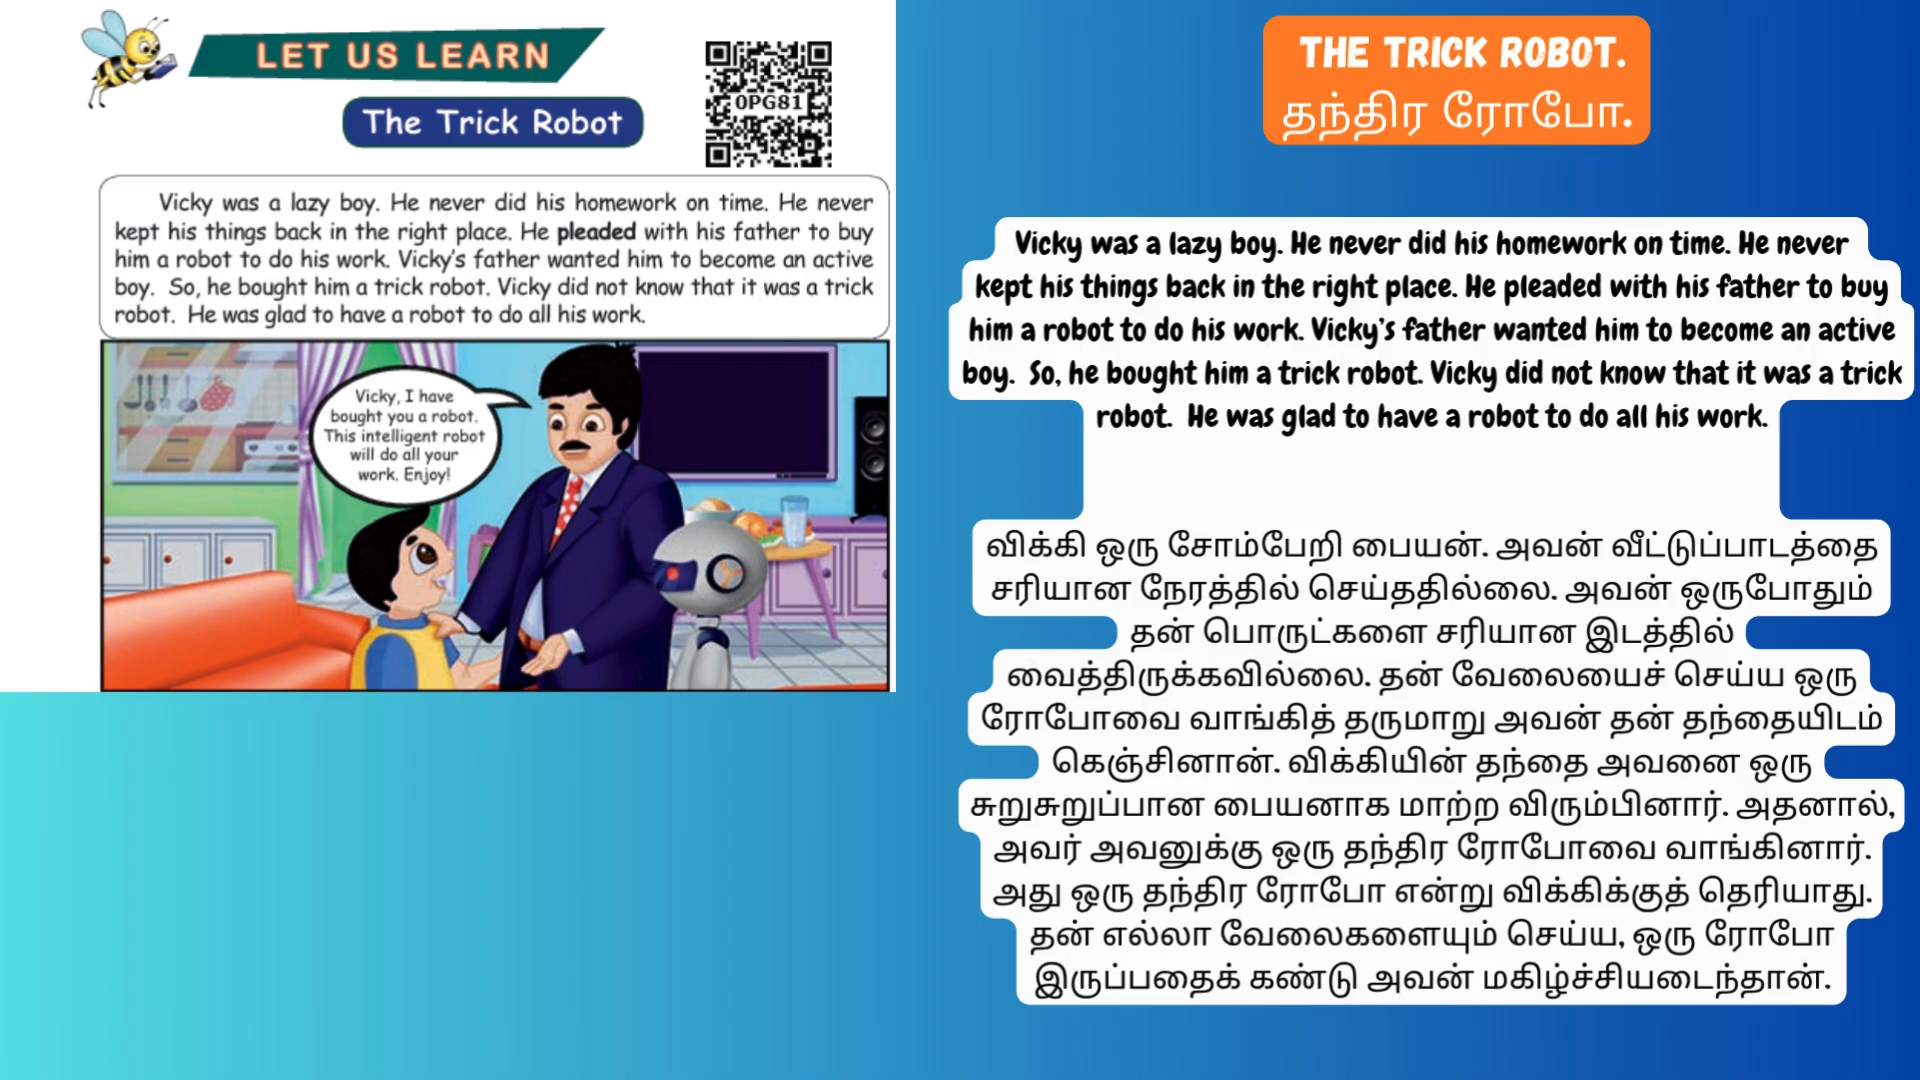 LET US LEARN
The Trick Robot
0PG81
Vicky was a lazy boy. He never did his homework on time. He never
kept his things back in the right place. He pleaded with his father to buy
him a robot to do his work. Vicky's father wanted him to become an active
boy. So, he bought him a trick robot. Vicky did not know that it was a trick
robot. He was glad to have a robot to do all his work.
Vicky, I have
bought you a robot.
This intelligent robot
will do all your
work. Enjoy!
THE TRICK ROBOT.
தந்திர ரோபோ.
Vicky was a lazy boy. He never did his homework on time. He never
kept his things back in the right place. He pleaded with his father to buy
him a robot to do his work. Vicky's father wanted him to become an active
boy. So, he bought him a trick robot. Vicky did not know that it was a trick
robot. He was glad to have a robot to do all his work.
விக்கி ஒரு சோம்பேறி பையன். அவன் வீட்டுப்பாடத்தை
சரியான நேரத்தில் செய்ததில்லை. அவன் ஒருபோதும்
தன் பொருட்களை சரியான இடத்தில்
வைத்திருக்கவில்லை. தன் வேலையைச் செய்ய ஒரு
ரோபோவை வாங்கித் தருமாறு அவன் தன் தந்தையிடம்
கெஞ்சினான். விக்கியின் தந்தை அவனை ஒரு
சுறுசுறுப்பான பையனாக மாற்ற விரும்பினார். அதனால்,
அவர் அவனுக்கு ஒரு தந்திர ரோபோவை வாங்கினார்.
அது ஒரு தந்திர ரோபோ என்று விக்கிக்குத் தெரியாது.
தன் எல்லா வேலைகளையும் செய்ய, ஒரு ரோபோ
இருப்பதைக் கண்டு அவன் மகிழ்ச்சியடைந்தான்.